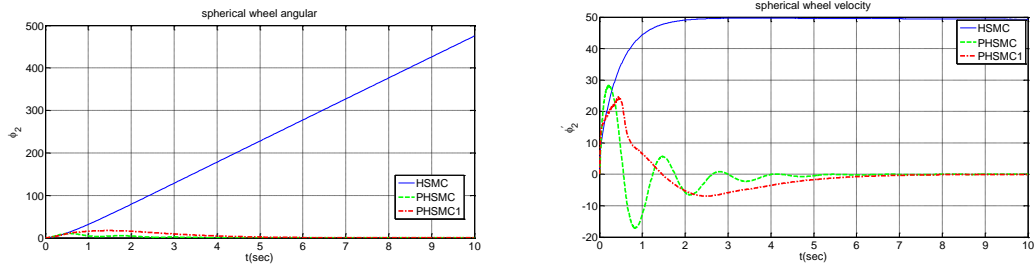 spherical wheel angular
500
400
300
200
100
0
ϕ2
HSMC
PHSMC
PHSMC1
0 1 2 3 4 5 6 7 8 9 10
t(sec)
spherical wheel velocity
50
40
30
20
10
0
-10
-20
ϕ2'
HSMC
PHSMC
PHSMC1
0 1 2 3 4 5 6 7 8 9 10
t(sec)